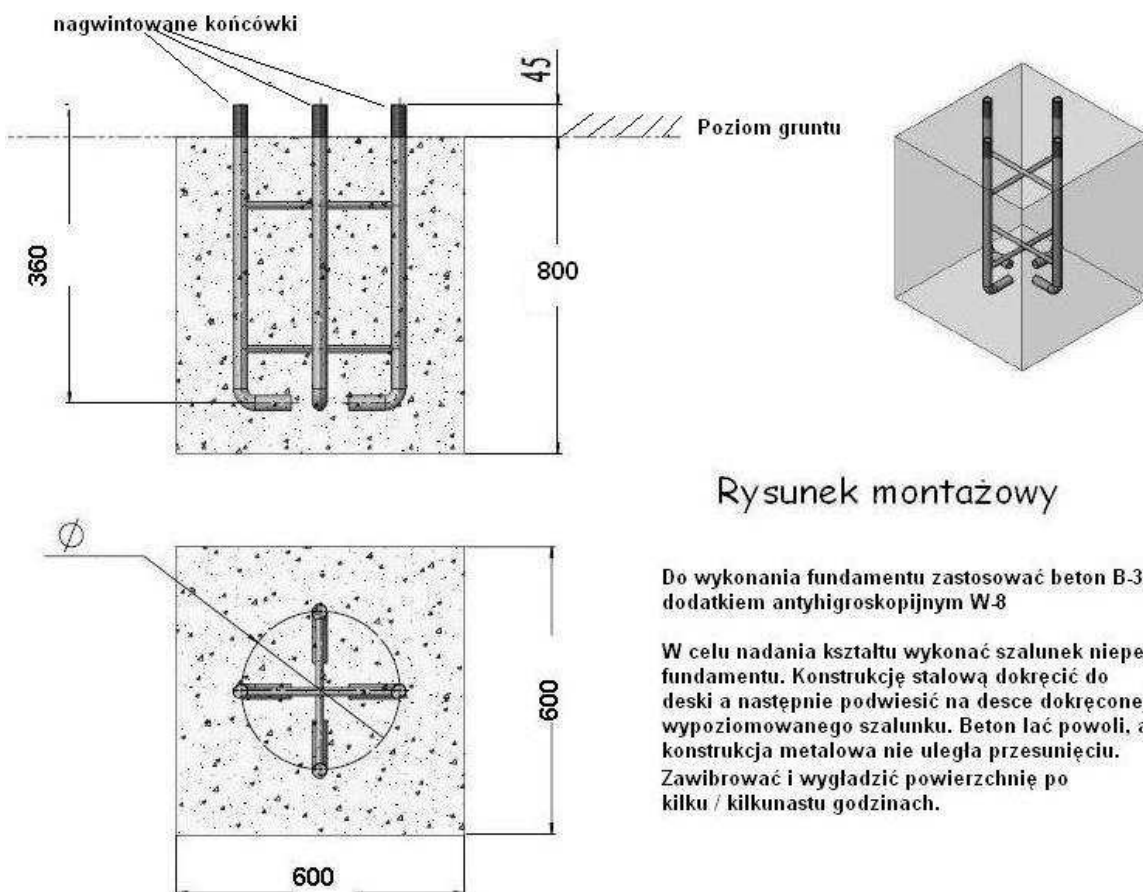 nagwintowane końcówki
45
Poziom gruntu
360
800
Rysunek montażowy
Ø
600
600
Do wykonania fundamentu zastosować beton B-3
dodatkiem antyhigroskopijnym W-8
W celu nadania kształtu wykonać szalunek niepe
fundamentu. Konstrukcję stalową dokręcić do
deski a następnie podwiesić na desce dokręcone
wypoziomowanego szalunku. Beton lać powoli, a
konstrukcja metalowa nie uległa przesunięciu.
Zawibrować i wygładzić powierzchnię po
kilku / kilkunastu godzinach.